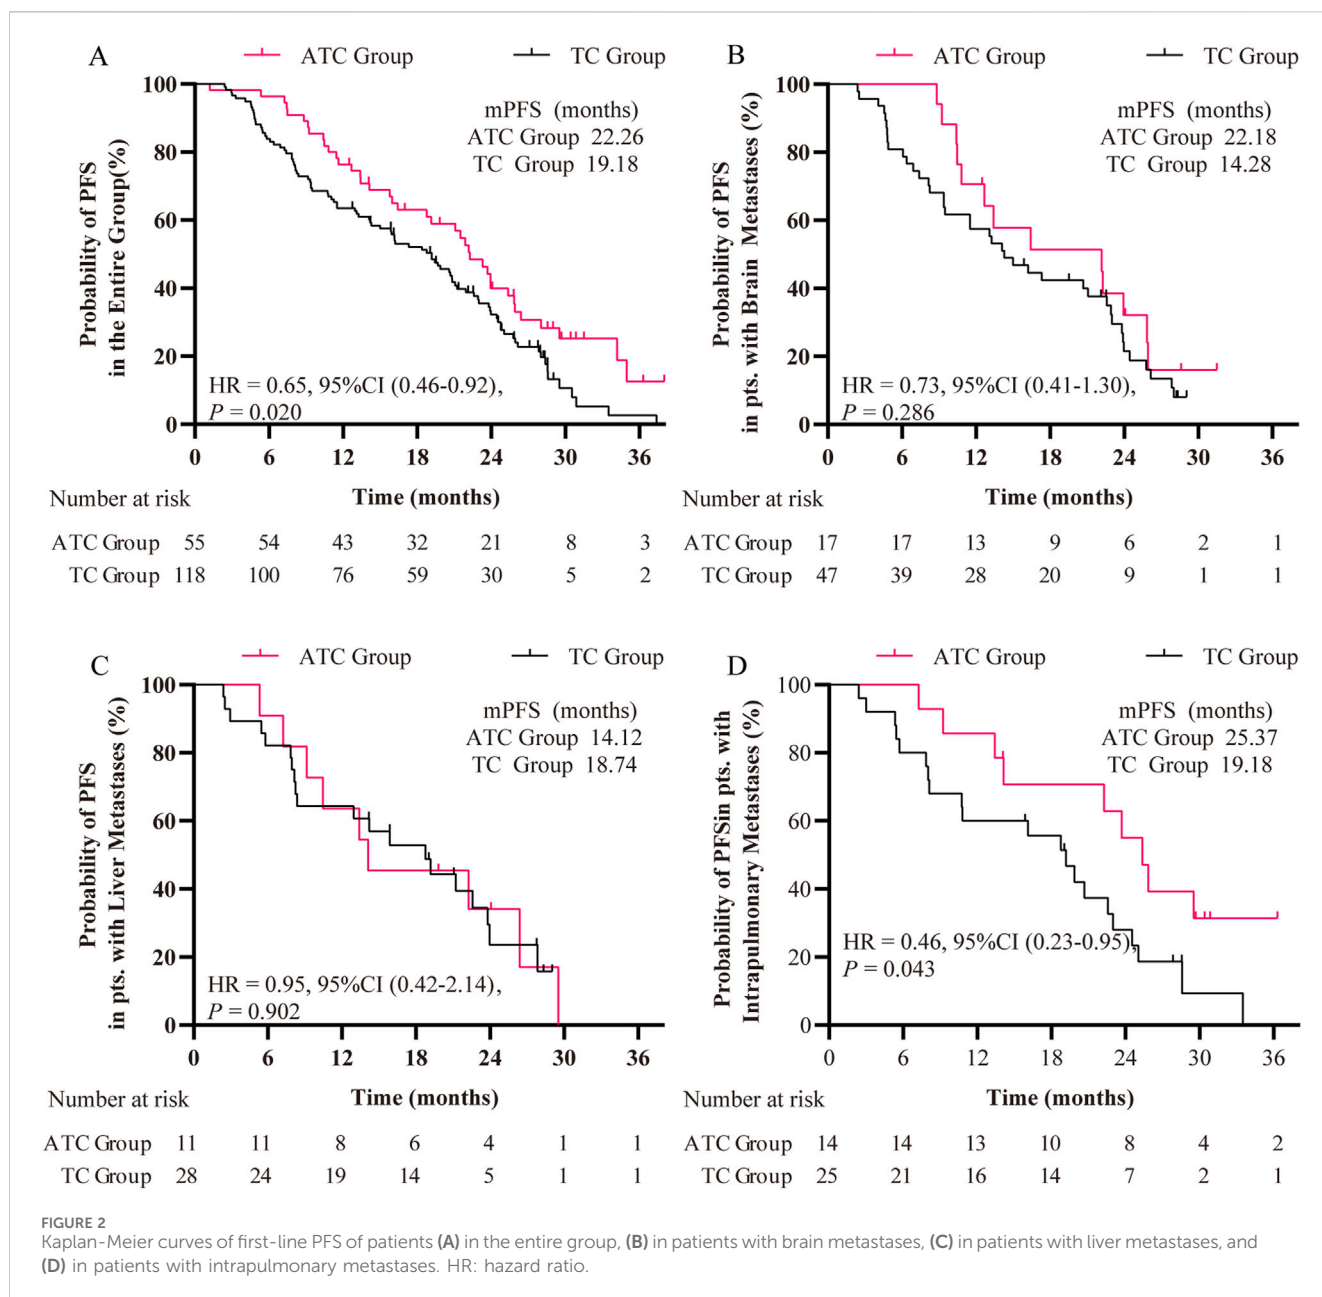 A
ATC Group
TC Group
Probability of PFS
in the Entire Group(%)
100
80
60
40
20
0
mPFS (months)
ATC Group 22.26
TC Group 19.18
HR = 0.65, 95%CI (0.46-0.92),
P = 0.020
0 6 12 18 24 30 36
Number at risk
Time (months)
ATC Group 55 54 43 32 21 8 3
TC Group 118 100 76 59 30 5 2
B
ATC Group
TC Group
Probability of PFS
in pts. with Brain Metastases (%)
100
80
60
40
20
0
mPFS (months)
ATC Group 22.18
TC Group 14.28
HR = 0.73, 95%CI (0.41-1.30),
P = 0.286
0 6 12 18 24 30 36
Number at risk
Time (months)
ATC Group 17 17 13 9 6 2 1
TC Group 47 39 28 20 9 1 1
C
ATC Group
TC Group
Probability of PFS
in pts. with Liver Metastases (%)
100
80
60
40
20
0
mPFS (months)
ATC Group 14.12
TC Group 18.74
HR = 0.95, 95%CI (0.42-2.14),
P = 0.902
0 6 12 18 24 30 36
Number at risk
Time (months)
ATC Group 11 11 8 6 4 1 1
TC Group 28 24 19 14 5 1 1
D
ATC Group
TC Group
Probability of PFSin pts. with
Intrapulmonary Metastases (%)
100
80
60
40
20
0
mPFS (months)
ATC Group 25.37
TC Group 19.18
HR = 0.46, 95%CI (0.23-0.95),
P = 0.043
0 6 12 18 24 30 36
Number at risk
Time (months)
ATC Group 14 14 13 10 8 4 2
TC Group 25 21 16 14 7 2 1
FIGURE 2
Kaplan-Meier curves of first-line PFS of patients (A) in the entire group, (B) in patients with brain metastases, (C) in patients with liver metastases, and
(D) in patients with intrapulmonary metastases. HR: hazard ratio.